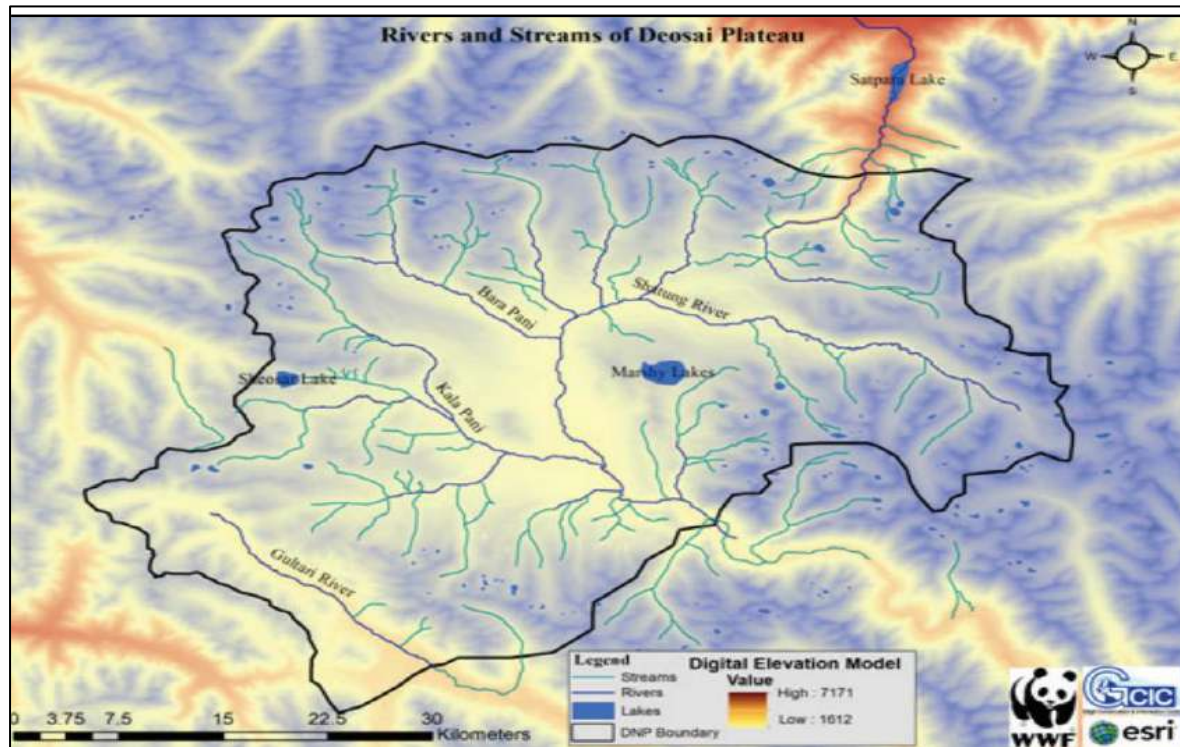 Rivers and Streams of Deosai Plateau
N
W E
S
Satpara Lake
Shatung River
Bara Pani
Sheosar Lake
Marshy Lakes
Kala Pani
Gultari River
Legend
Streams
Rivers
Lakes
DNP Boundary
Digital Elevation Model
Value
High : 7171
Low : 1612
0 3.75 7.5 15 22.5 30
Kilometers
WWF
CIC
esri